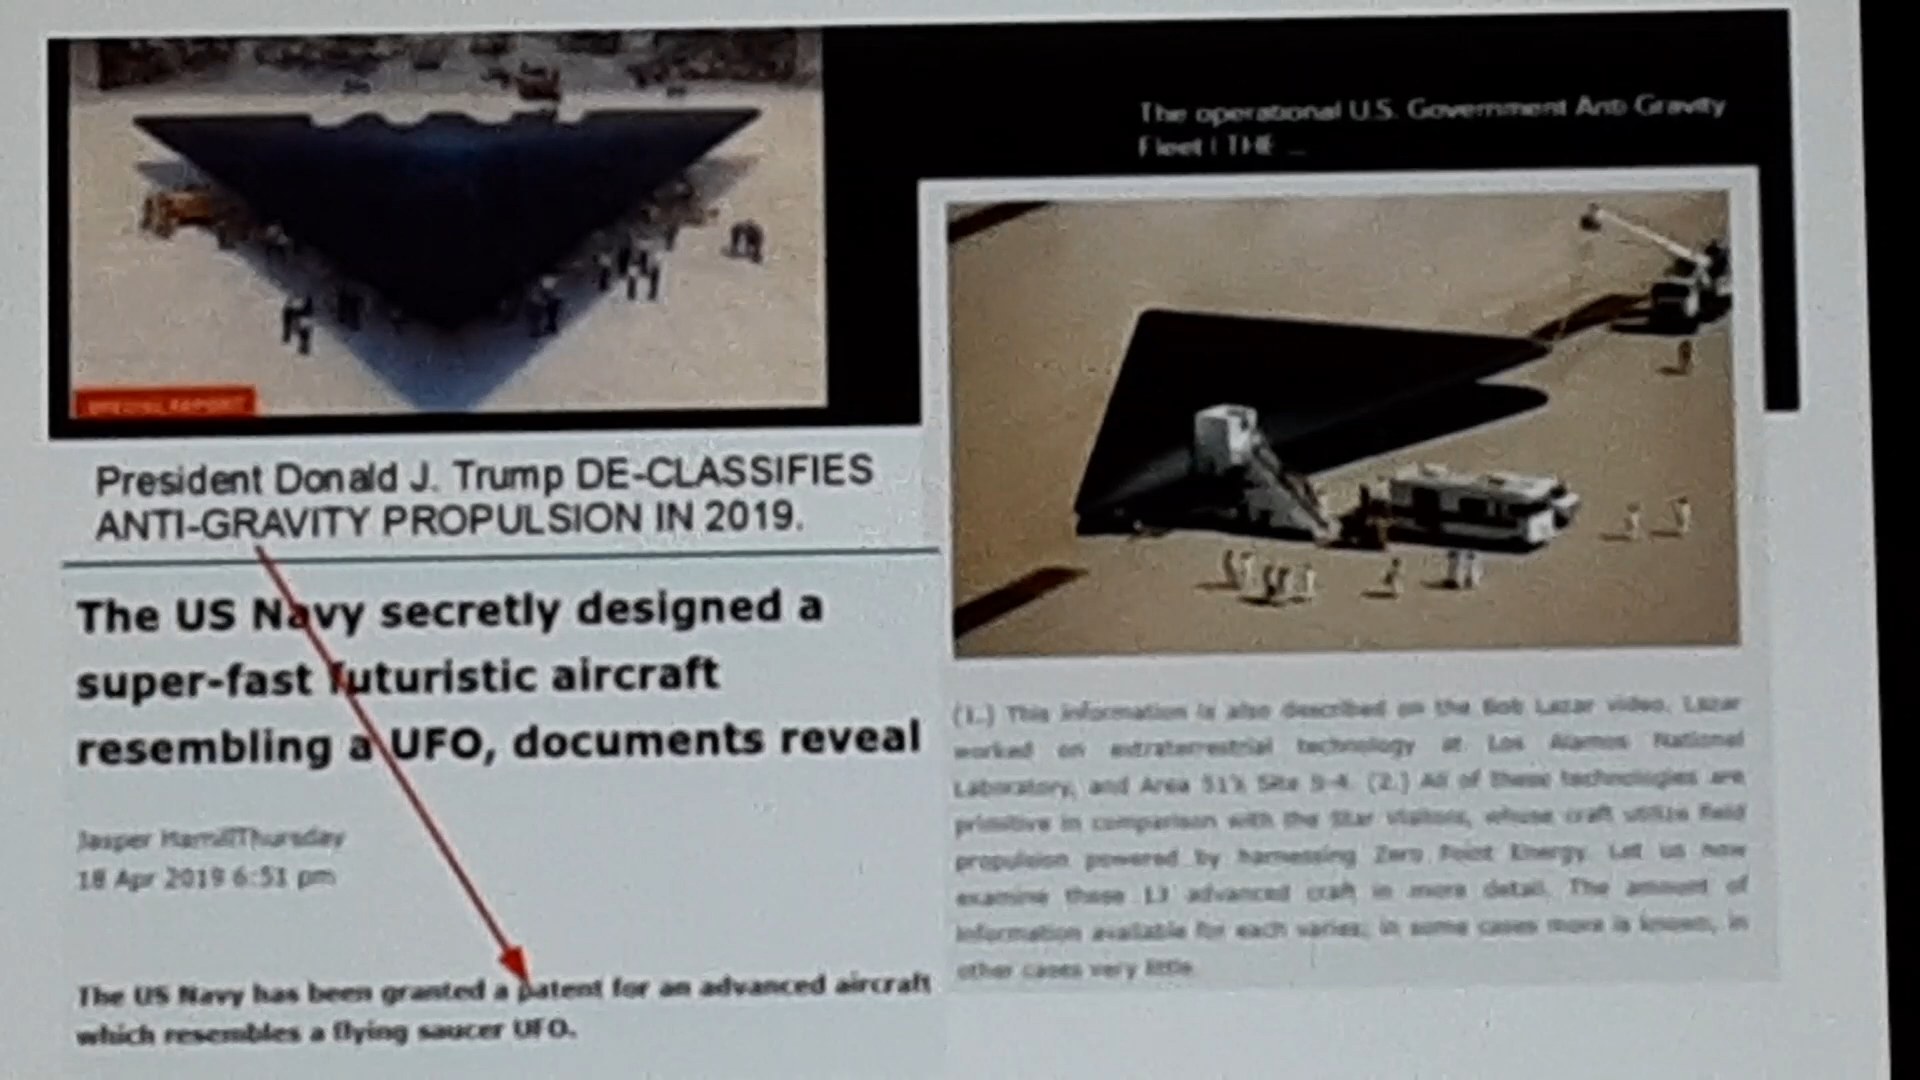 SPECIAL REPORT
The operational U.S. Government Anti Gravity
Fleet | THE ...
President Donald J. Trump DE-CLASSIFIES
ANTI-GRAVITY PROPULSION IN 2019.
The US Navy secretly designed a
super-fast futuristic aircraft
resembling a UFO, documents reveal
Jasper HamillThursday
18 Apr 2019 6:51 pm
The US Navy has been granted a patent for an advanced aircraft
which resembles a flying saucer UFO.
(1.) This information is also described on the Bob Lazar video. Lazar
worked on extraterrestrial technology at Los Alamos National
Laboratory, and Area 51's Site S-4. (2.) All of these technologies are
primitive in comparison with the Star Visitors, whose craft utilize field
propulsion powered by harnessing Zero Point Energy. Let us now
examine these 13 advanced craft in more detail. The amount of
information available for each varies; in some cases more is known, in
other cases very little.